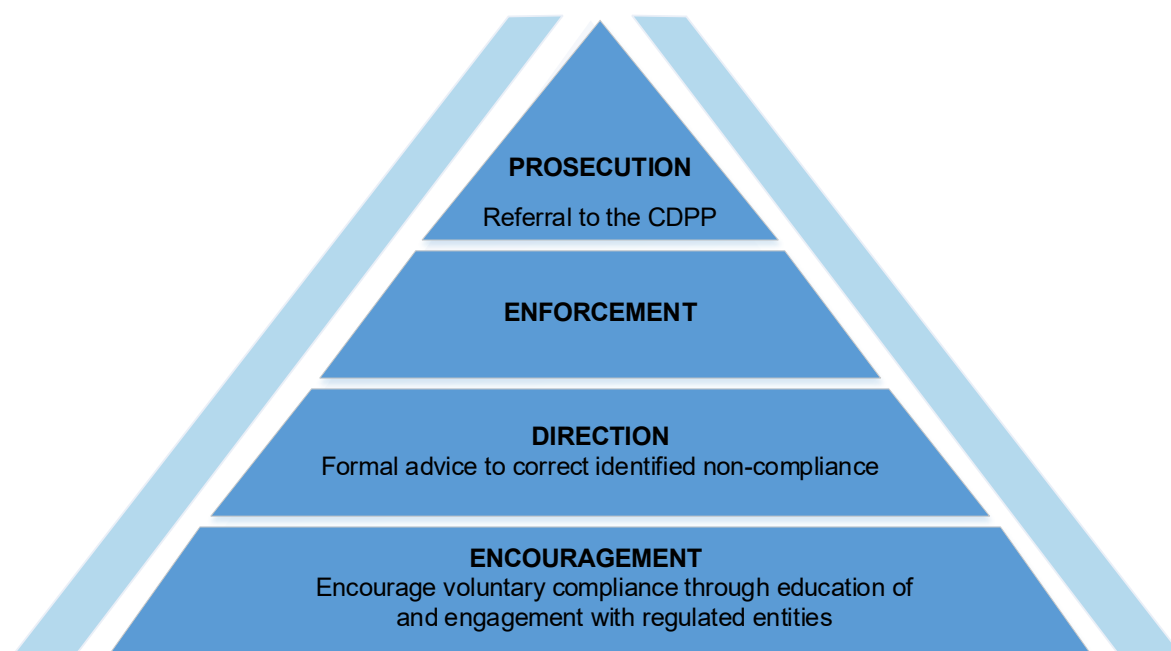 PROSECUTION
Referral to the CDPP
ENFORCEMENT
DIRECTION
Formal advice to correct identified non-compliance
ENCOURAGEMENT
Encourage voluntary compliance through education of
and engagement with regulated entities